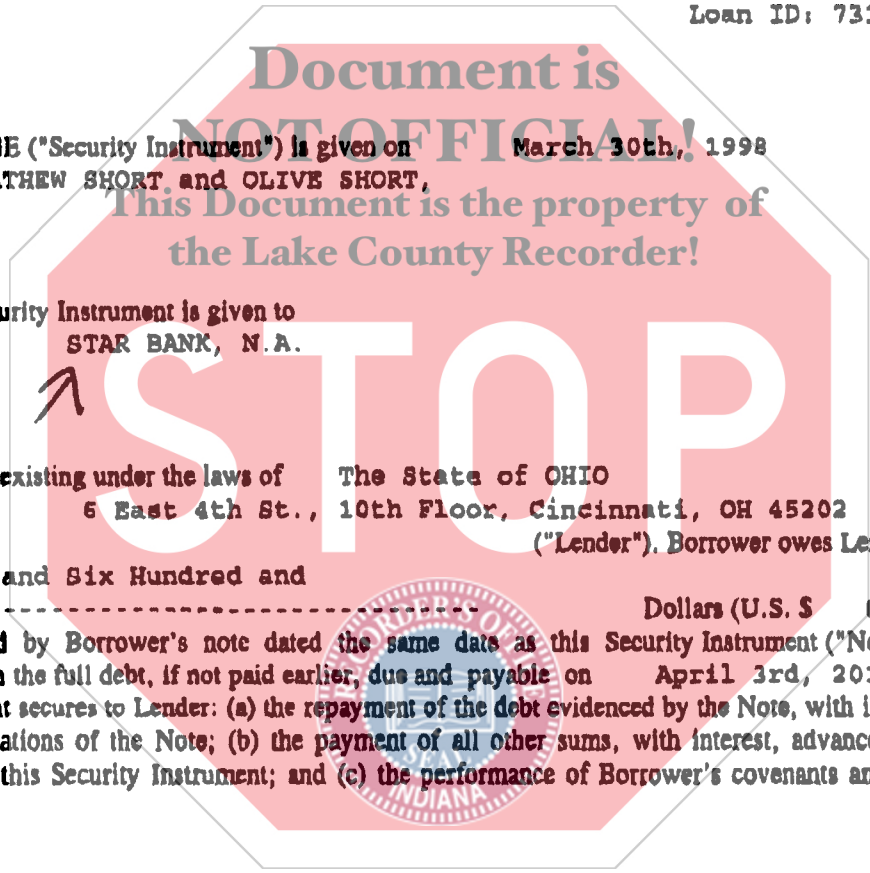 Loan ID: 731
Document is
NOT OFFICIAL!
E ("Security Instrument") is given on March 30th, 1998
THEW SHORT and OLIVE SHORT,
This Document is the property of
the Lake County Recorder!
urity Instrument is given to
STAR BANK, N.A.
STOP
existing under the laws of The State of OHIO
6 East 4th St., 10th Floor, Cincinnati, OH 45202
("Lender"). Borrower owes Le
and Six Hundred and
Dollars (U.S. $
d by Borrower's note dated the same date as this Security Instrument ("No
the full debt, if not paid earlier, due and payable on April 3rd, 201
t secures to Lender: (a) the repayment of the debt evidenced by the Note, with i
ations of the Note; (b) the payment of all other sums, with interest, advanc
this Security Instrument; and (c) the performance of Borrower's covenants an
RECORDER'S OFFICE
SEAL
INDIANA